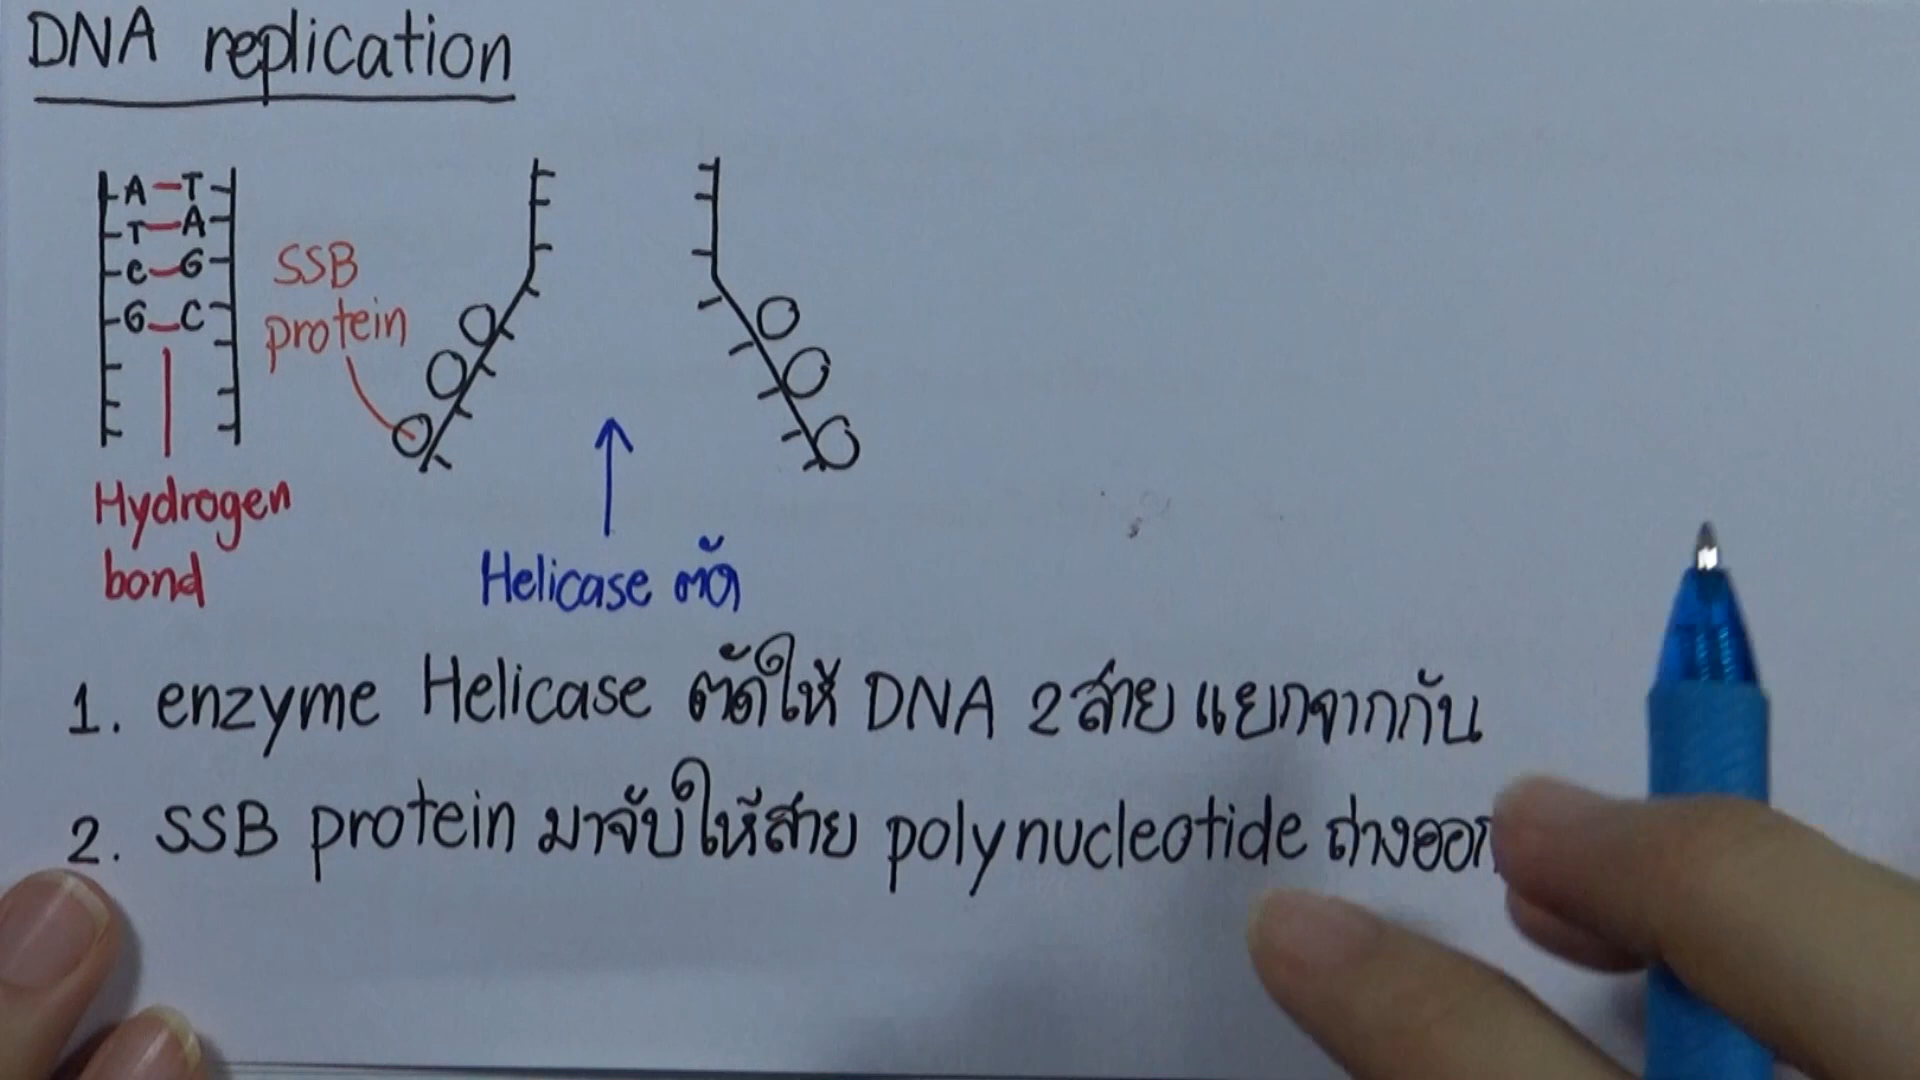 DNA replication
A T
T A
C G
G C
SSB
protein
Hydrogen
bond
Helicase ตัด
1. enzyme Helicase ตัดให้ DNA 2 สาย แยกจากกัน
2. SSB protein มาจับให้สาย polynucleotide ถ่างออก